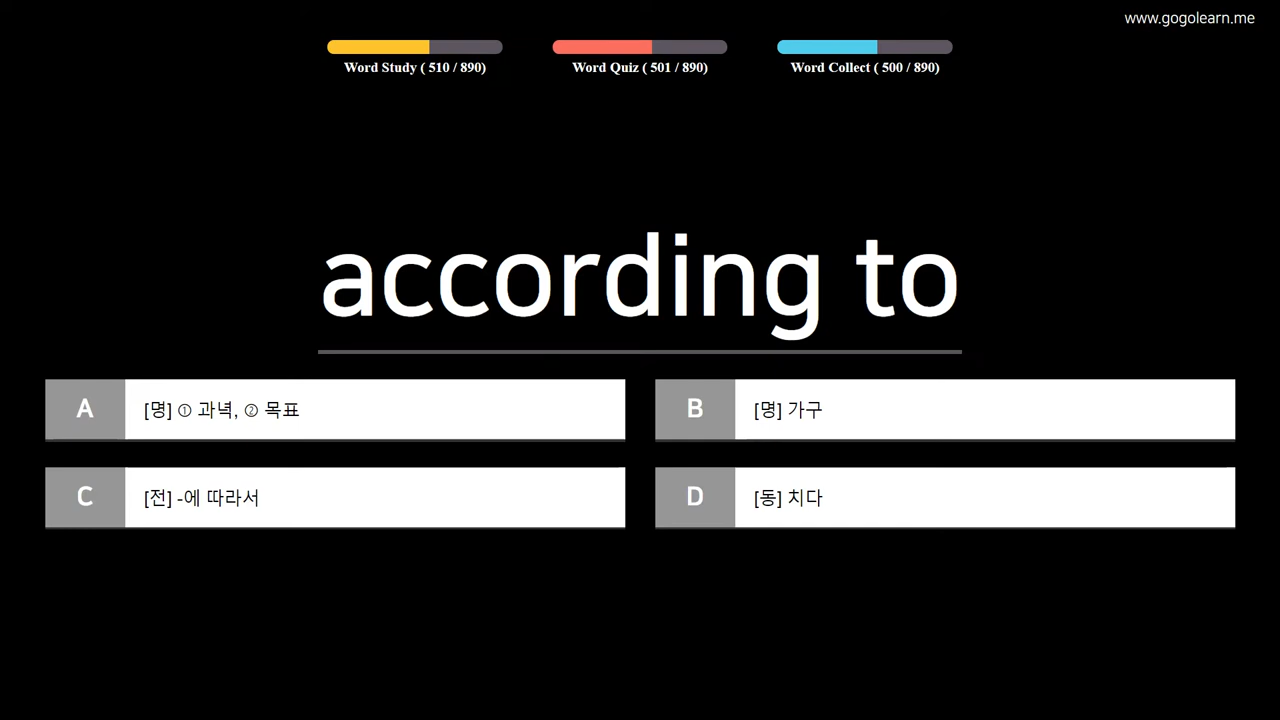 www.gogolearn.me
Word Study ( 510 / 890)
Word Quiz ( 501 / 890)
Word Collect ( 500 / 890)
according to
A [명] ① 과녁, ② 목표
B [명] 가구
C [전] -에 따라서
D [동] 치다